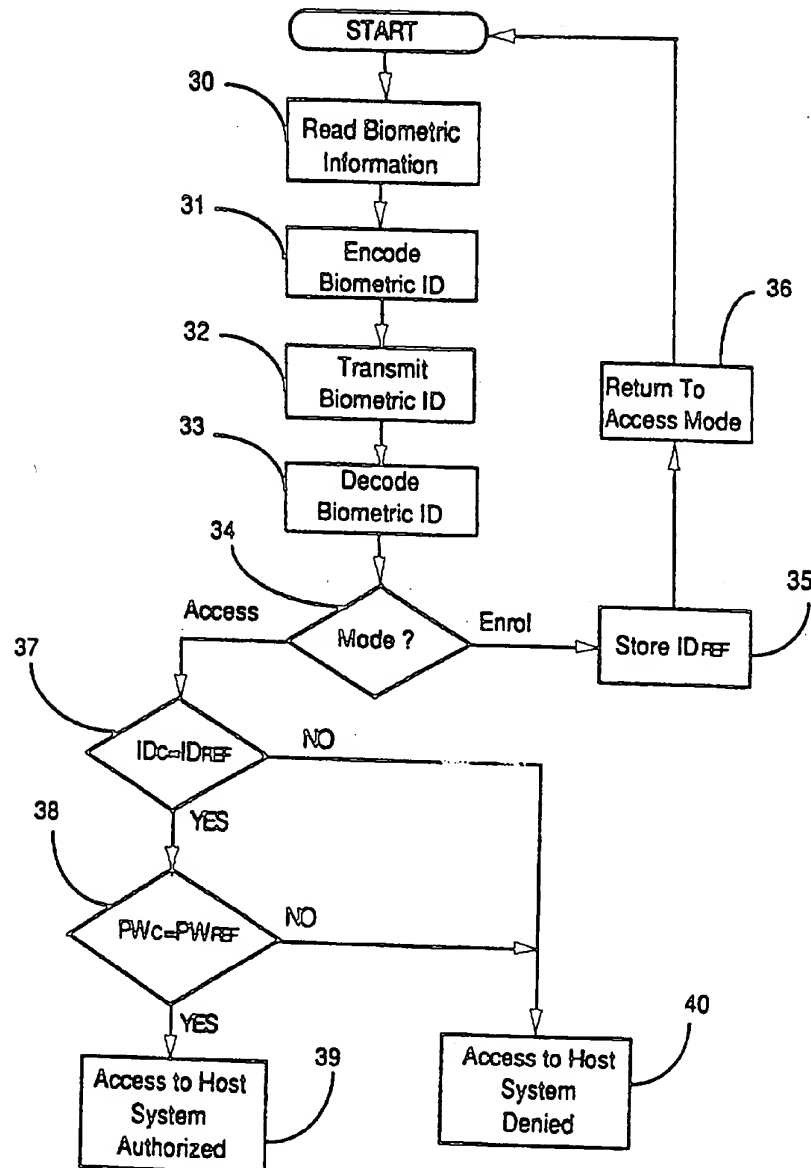 START
30
Read Biometric
Information
31
Encode
Biometric ID
36
32
Transmit
Biometric ID
Return To
Access Mode
33
Decode
Biometric ID
34
35
Access
Mode ?
Enrol
Store IDREF
37
IDC=IDREF
NO
YES
38
PWC=PWREF
NO
YES
40
39
Access to Host
System
Authorized
Access to Host
System
Denied